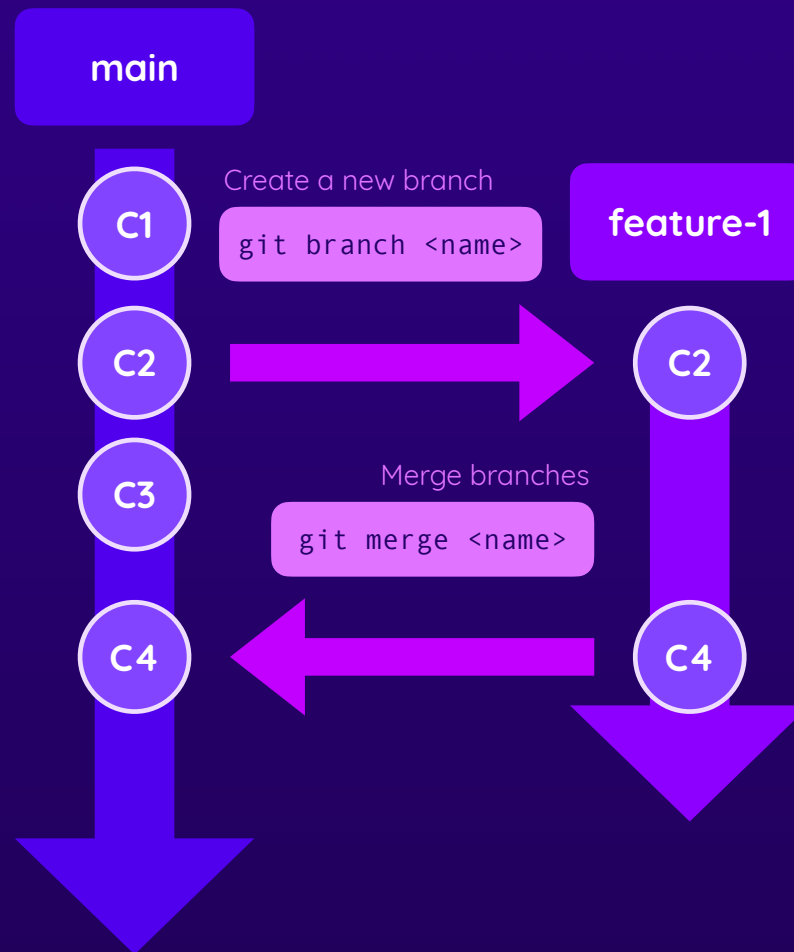 main
Create a new branch
git branch <name>
feature-1
C1
C2
C2
C3
Merge branches
git merge <name>
C4
C4